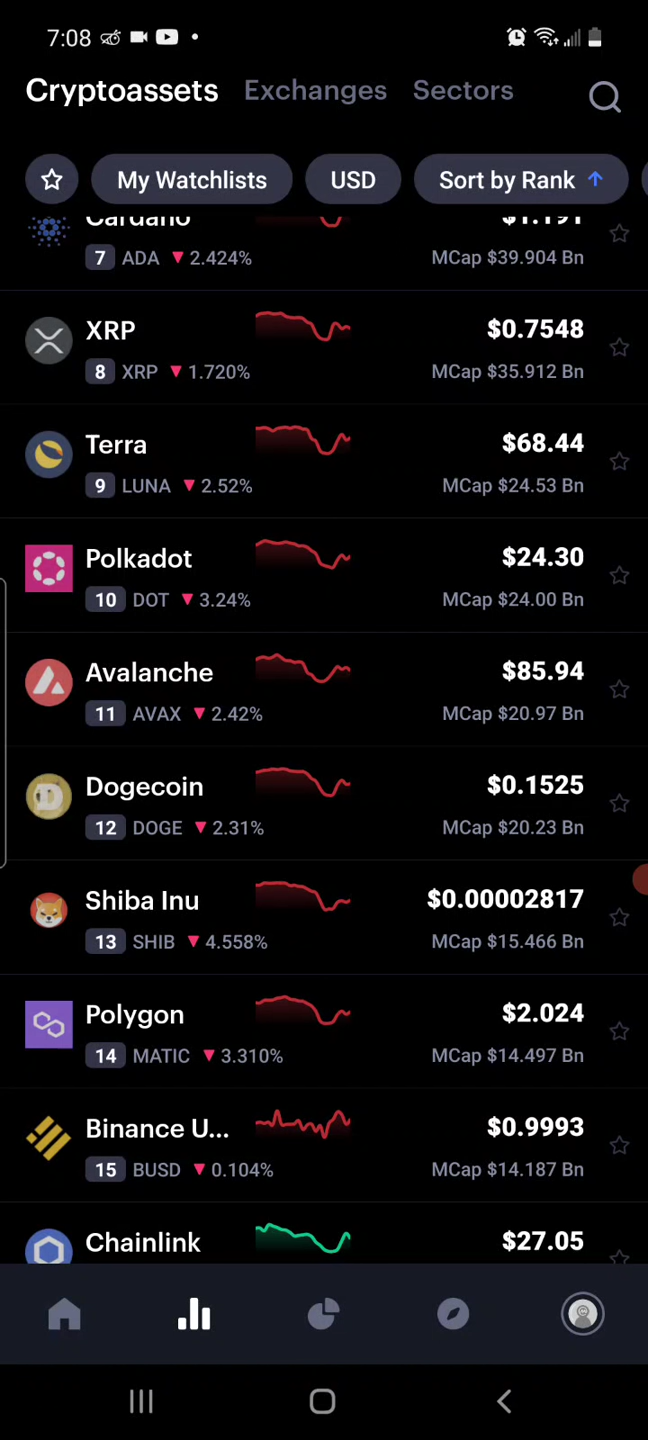 7:08
Cryptoassets Exchanges Sectors
My Watchlists USD Sort by Rank ↑
Cardano $1.191
7 ADA ▼ 2.424% MCap $39.904 Bn
XRP $0.7548
8 XRP ▼ 1.720% MCap $35.912 Bn
Terra $68.44
9 LUNA ▼ 2.52% MCap $24.53 Bn
Polkadot $24.30
10 DOT ▼ 3.24% MCap $24.00 Bn
Avalanche $85.94
11 AVAX ▼ 2.42% MCap $20.97 Bn
Dogecoin $0.1525
12 DOGE ▼ 2.31% MCap $20.23 Bn
Shiba Inu $0.00002817
13 SHIB ▼ 4.558% MCap $15.466 Bn
Polygon $2.024
14 MATIC ▼ 3.310% MCap $14.497 Bn
Binance U... $0.9993
15 BUSD ▼ 0.104% MCap $14.187 Bn
Chainlink $27.05